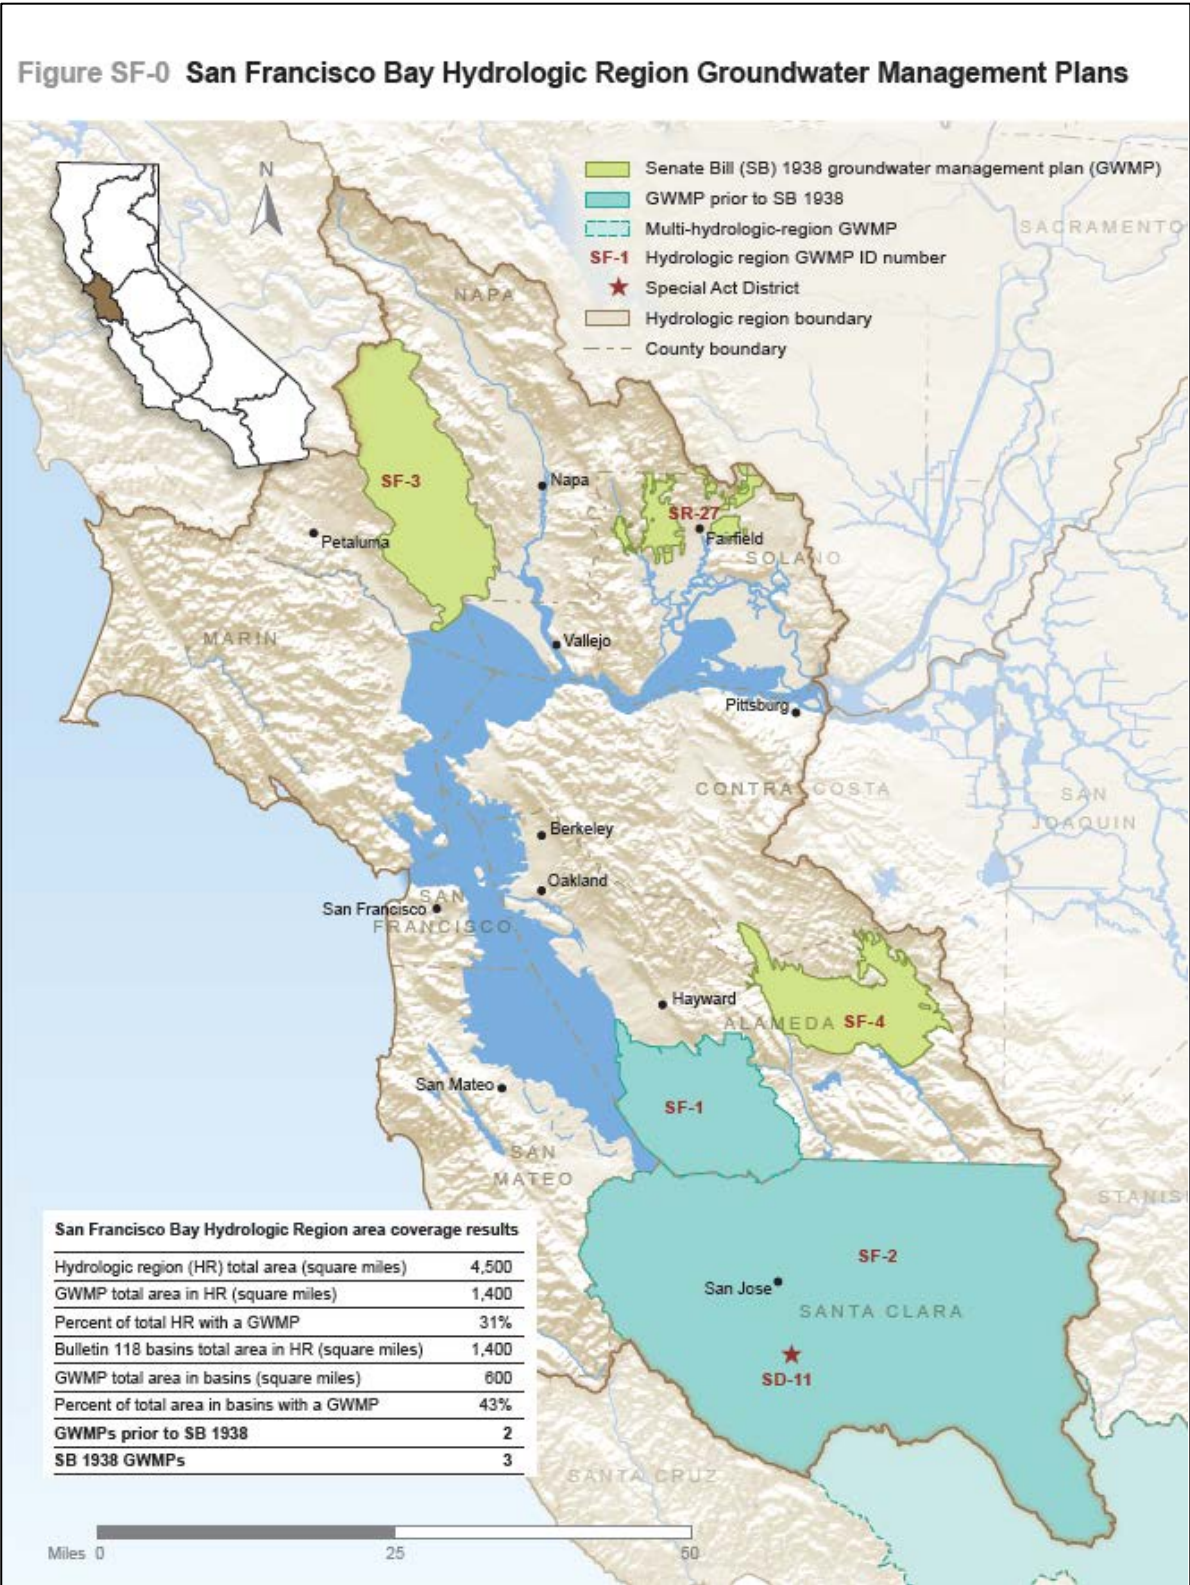 Figure SF-0 San Francisco Bay Hydrologic Region Groundwater Management Plans
N
Senate Bill (SB) 1938 groundwater management plan (GWMP)
GWMP prior to SB 1938
Multi-hydrologic-region GWMP
SF-1 Hydrologic region GWMP ID number
Special Act District
Hydrologic region boundary
County boundary
SACRAMENTO
NAPA
SF-3
Napa
SR-27
Fairfield
Petaluma
SOLANO
MARIN
Vallejo
Pittsburg
CONTRA COSTA
SAN
JOAQUIN
Berkeley
Oakland
SAN
San Francisco
FRANCISCO
Hayward
ALAMEDA
SF-4
San Mateo
SF-1
SAN
MATEO
STANIS
San Francisco Bay Hydrologic Region area coverage results
Hydrologic region (HR) total area (square miles) 4,500
GWMP total area in HR (square miles) 1,400
Percent of total HR with a GWMP 31%
Bulletin 118 basins total area in HR (square miles) 1,400
GWMP total area in basins (square miles) 600
Percent of total area in basins with a GWMP 43%
GWMPs prior to SB 1938 2
SB 1938 GWMPs 3
SF-2
San Jose
SANTA CLARA
SD-11
SANTA CRUZ
Miles 0 25 50